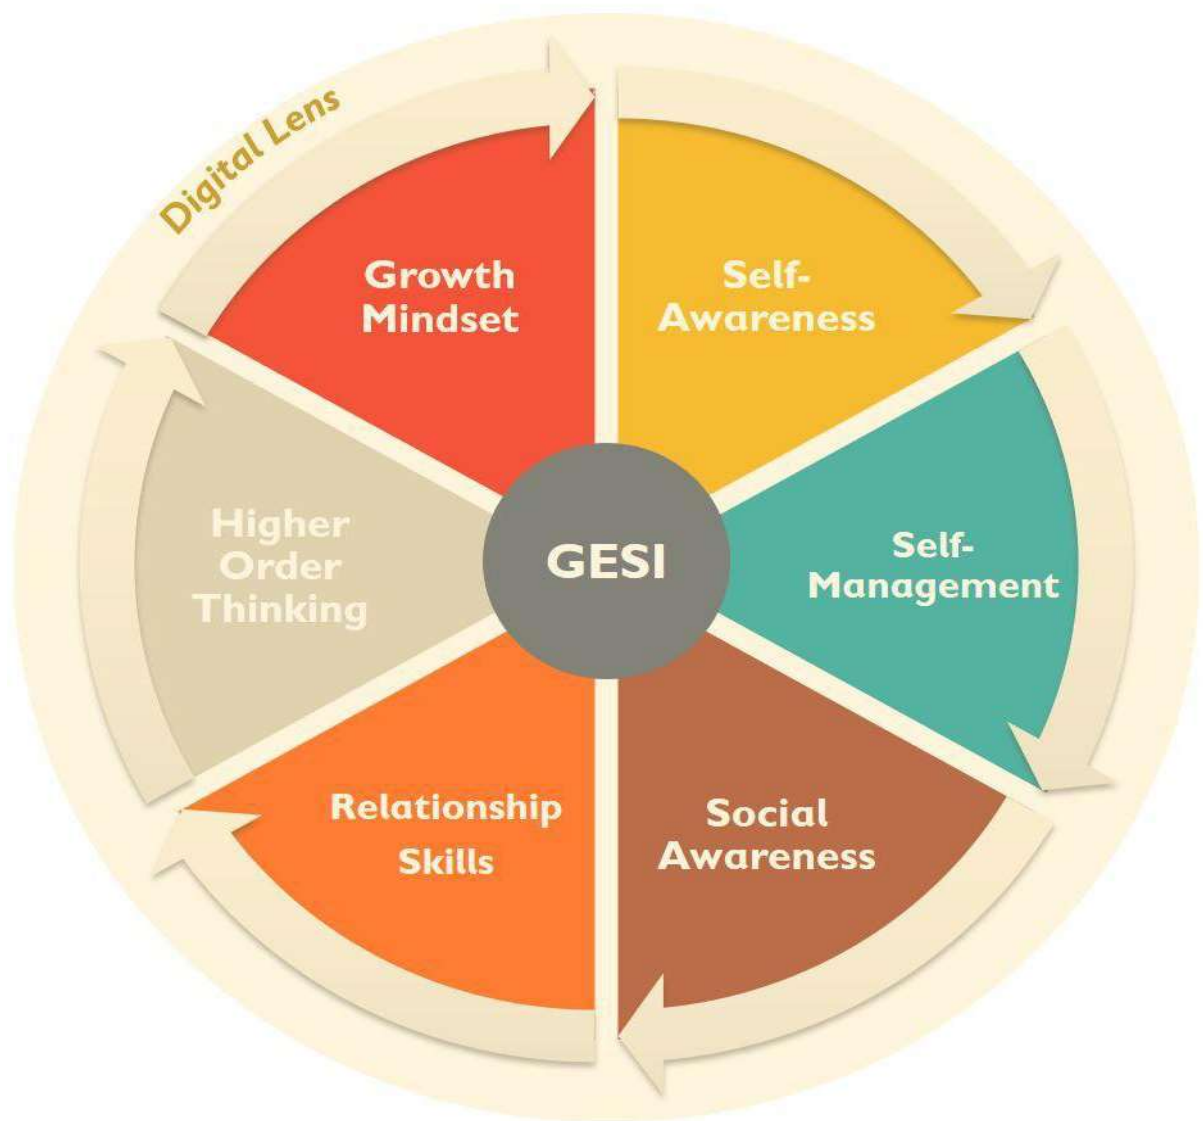 Digital Lens
Growth
Mindset
Self-
Awareness
Higher
Order
Thinking
GESI
Self-
Management
Relationship
Skills
Social
Awareness